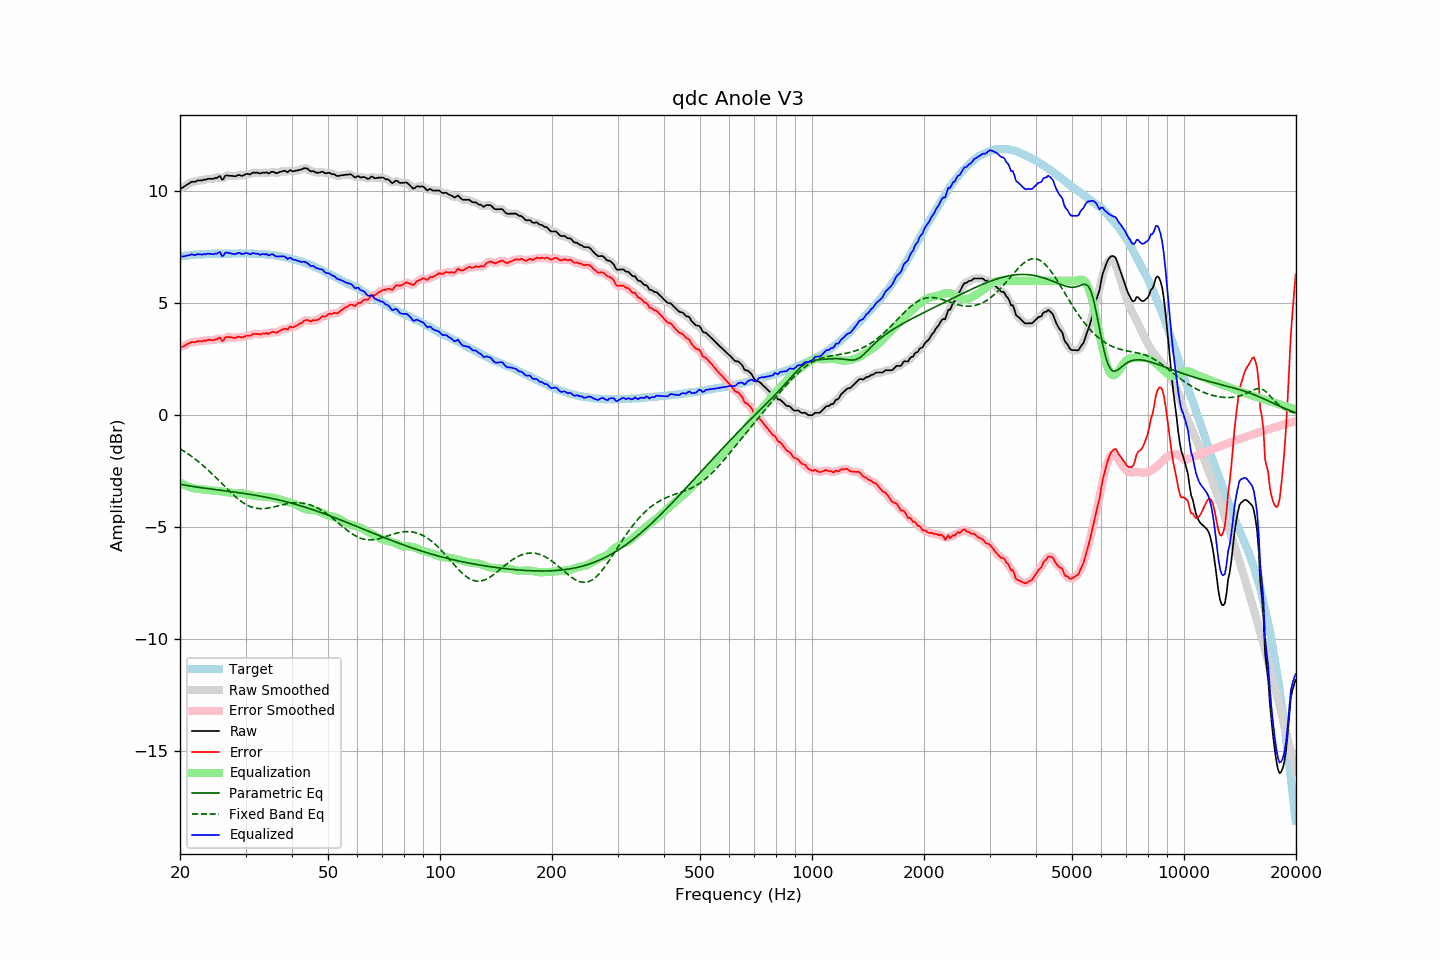 qdc Anole V3
Amplitude (dBr)
10
5
0
−5
−10
−15
Target
Raw Smoothed
Error Smoothed
Raw
Error
Equalization
Parametric Eq
Fixed Band Eq
Equalized
20 50 100 200 500 1000 2000 5000 10000 20000
Frequency (Hz)